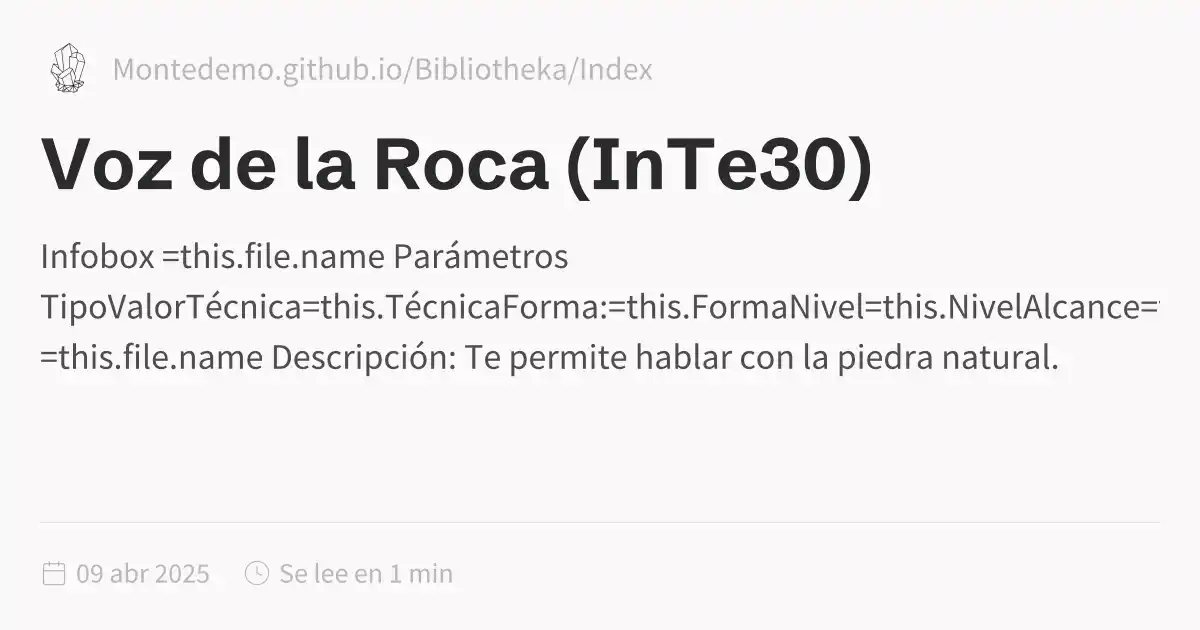 Montedemo.github.io/Bibliotheka/Index
Voz de la Roca (InTe30)
Infobox =this.file.name Parámetros
TipoValorTécnica=this.TécnicaForma:=this.FormaNivel=this.NivelAlcance=
=this.file.name Descripción: Te permite hablar con la piedra natural.
09 abr 2025 Se lee en 1 min